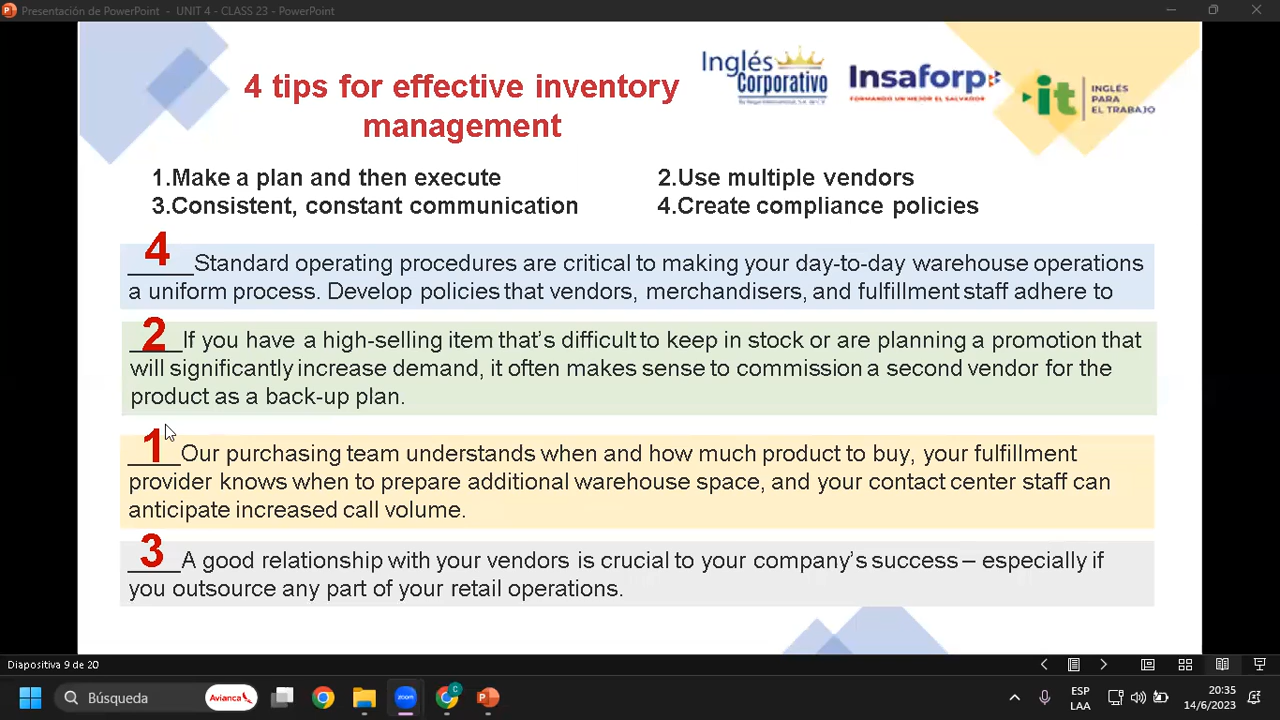 Presentación de PowerPoint - UNIT 4 - CLASS 23 - PowerPoint
4 tips for effective inventory
management
Inglés
Corporativo
Insaforp
FORMANDO UN MEJOR EL SALVADOR
it INGLÉS
PARA
EL TRABAJO
1.Make a plan and then execute
2.Use multiple vendors
3.Consistent, constant communication
4.Create compliance policies
4
_____Standard operating procedures are critical to making your day-to-day warehouse operations
a uniform process. Develop policies that vendors, merchandisers, and fulfillment staff adhere to
2
____If you have a high-selling item that's difficult to keep in stock or are planning a promotion that
will significantly increase demand, it often makes sense to commission a second vendor for the
product as a back-up plan.
1
____Our purchasing team understands when and how much product to buy, your fulfillment
provider knows when to prepare additional warehouse space, and your contact center staff can
anticipate increased call volume.
3
____A good relationship with your vendors is crucial to your company's success – especially if
you outsource any part of your retail operations.
Diapositiva 9 de 20
Búsqueda
Avianca
zoom
C
ESP
LAA
20:35
14/6/2023